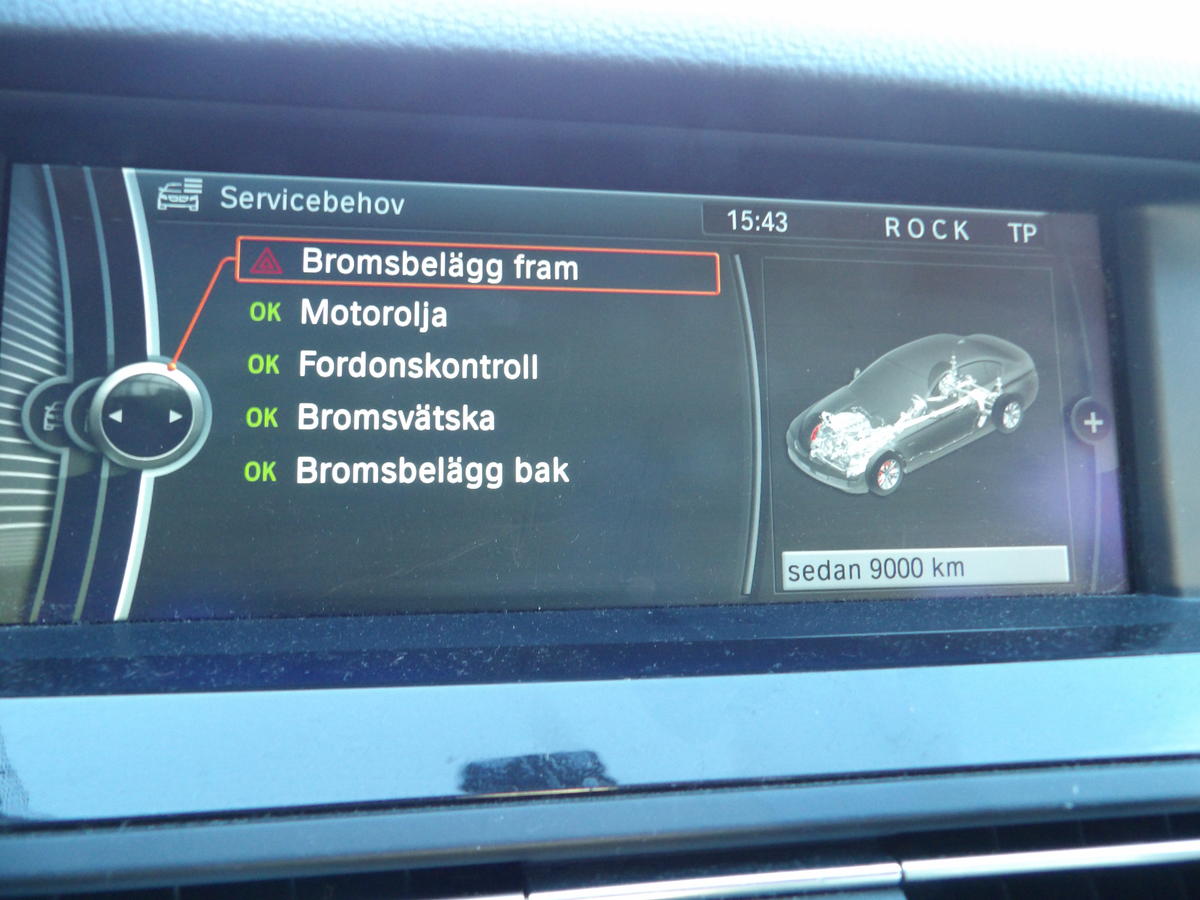 Servicebehov
15:43 ROCK TP
Bromsbelägg fram
OK Motorolja
OK Fordonskontroll
OK Bromsvätska
OK Bromsbelägg bak
sedan 9000 km